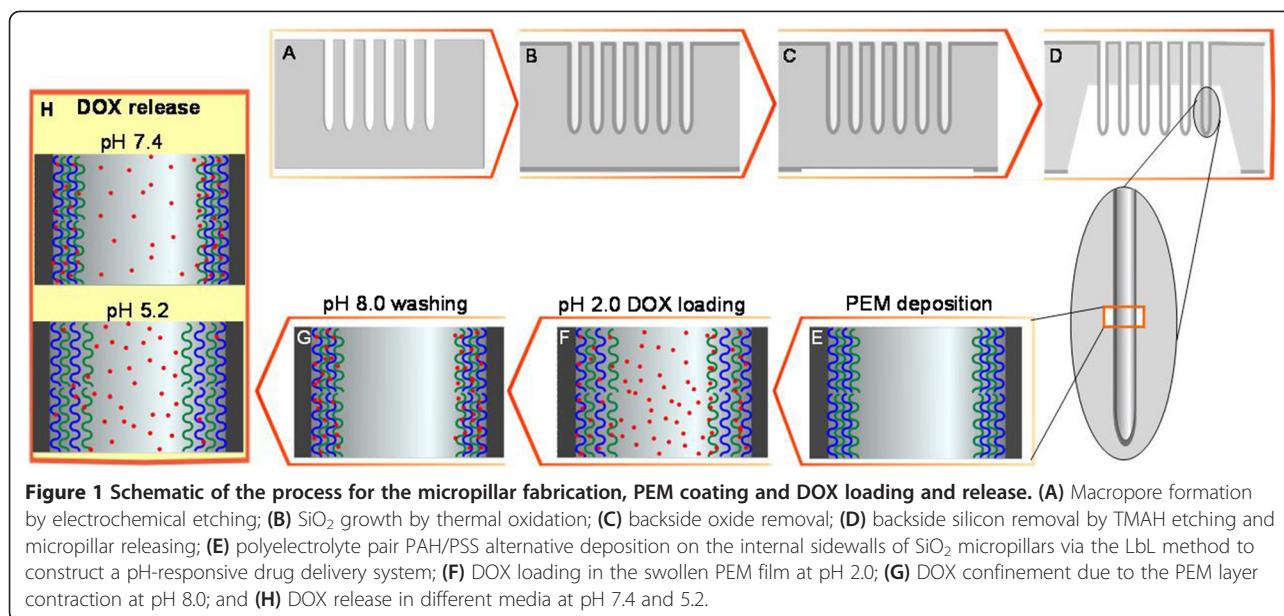 A
B
C
D
H DOX release
pH 7.4
pH 5.2
pH 8.0 washing
G
pH 2.0 DOX loading
F
PEM deposition
E
Figure 1 Schematic of the process for the micropillar fabrication, PEM coating and DOX loading and release. (A) Macropore formation
by electrochemical etching; (B) SiO₂ growth by thermal oxidation; (C) backside oxide removal; (D) backside silicon removal by TMAH etching and
micropillar releasing; (E) polyelectrolyte pair PAH/PSS alternative deposition on the internal sidewalls of SiO₂ micropillars via the LbL method to
construct a pH-responsive drug delivery system; (F) DOX loading in the swollen PEM film at pH 2.0; (G) DOX confinement due to the PEM layer
contraction at pH 8.0; and (H) DOX release in different media at pH 7.4 and 5.2.